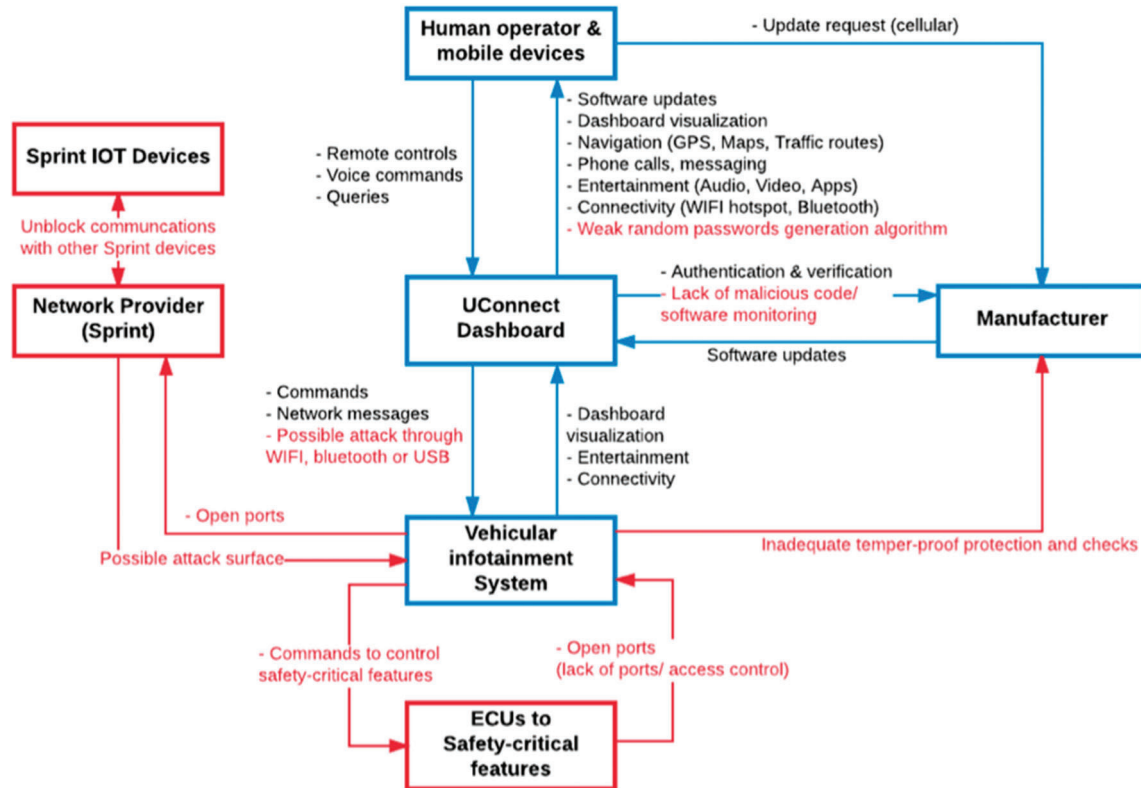 Human operator &
mobile devices
- Update request (cellular)
- Software updates
- Dashboard visualization
- Navigation (GPS, Maps, Traffic routes)
- Phone calls, messaging
- Entertainment (Audio, Video, Apps)
- Connectivity (WIFI hotspot, Bluetooth)
- Weak random passwords generation algorithm
- Remote controls
- Voice commands
- Queries
Sprint IOT Devices
Unblock communcations
with other Sprint devices
Network Provider
(Sprint)
UConnect
Dashboard
- Authentication & verification
- Lack of malicious code/
software monitoring
Software updates
Manufacturer
- Commands
- Network messages
- Possible attack through
WIFI, bluetooth or USB
- Dashboard
visualization
- Entertainment
- Connectivity
- Open ports
Possible attack surface
Vehicular
infotainment
System
Inadequate temper-proof protection and checks
- Commands to control
safety-critical features
- Open ports
(lack of ports/ access control)
ECUs to
Safety-critical
features